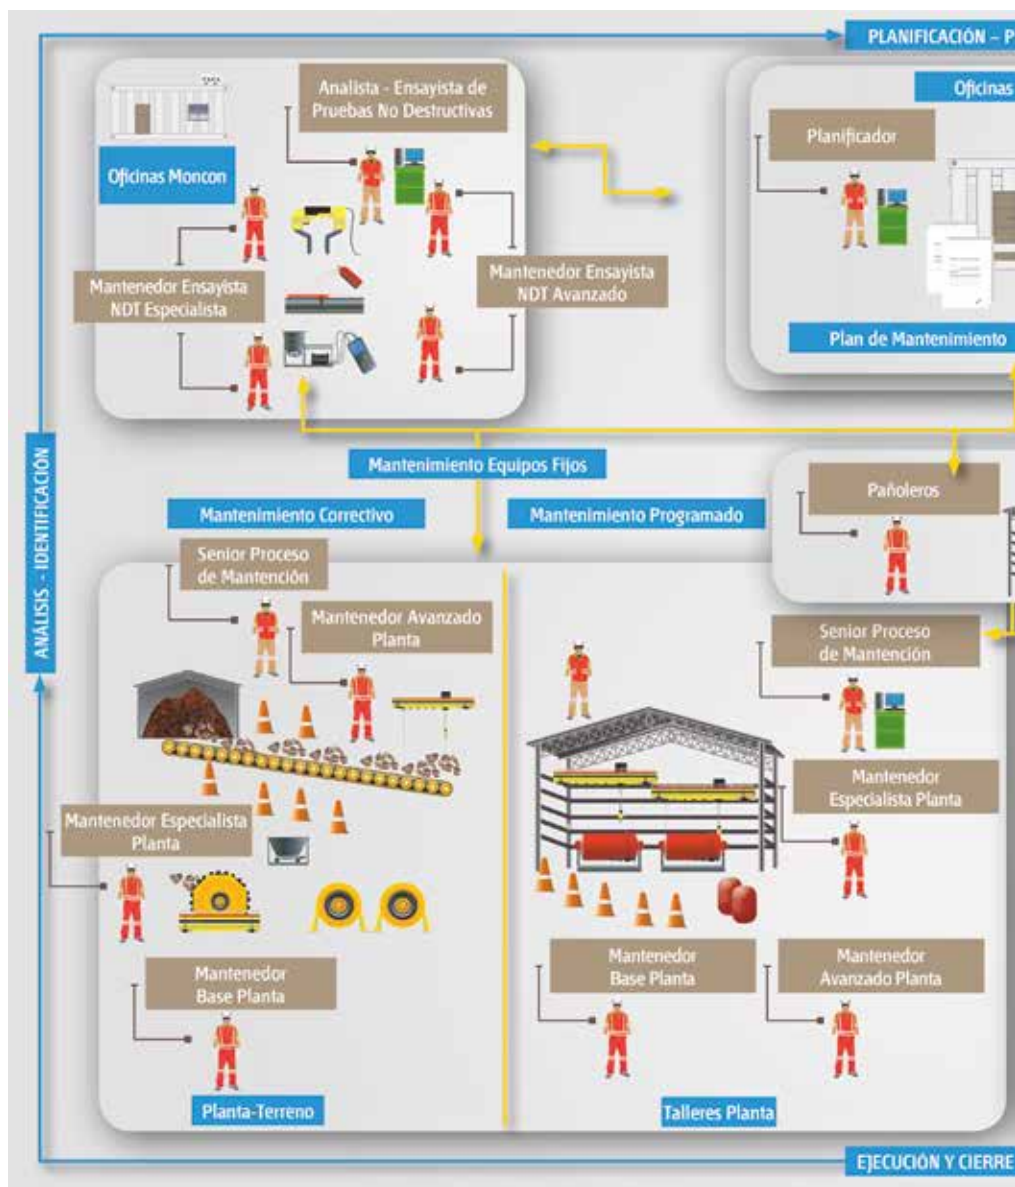 PLANIFICACIÓN – P
Analista - Ensayista de
Pruebas No Destructivas
Oficinas Moncon
Mantenedor Ensayista
NDT Especialista
Mantenedor Ensayista
NDT Avanzado
Oficinas
Planificador
Plan de Mantenimiento
ANÁLISIS - IDENTIFICACIÓN
Mantenimiento Equipos Fijos
Mantenimiento Correctivo
Mantenimiento Programado
Pañoleros
Senior Proceso
de Mantención
Mantenedor Avanzado
Planta
Mantenedor Especialista
Planta
Mantenedor
Base Planta
Planta-Terreno
Senior Proceso
de Mantención
Mantenedor
Especialista Planta
Mantenedor
Base Planta
Mantenedor
Avanzado Planta
Talleres Planta
EJECUCIÓN Y CIERRE